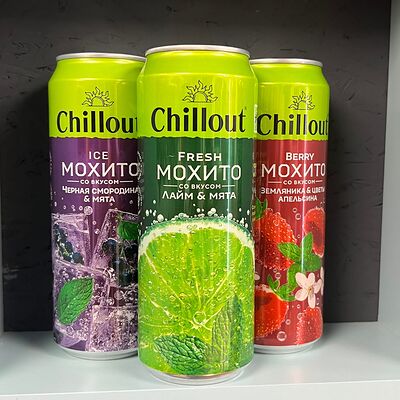 Chillout
ICE
МОХИТО
СО ВКУСОМ
ЧЕРНАЯ СМОРОДИНА
& МЯТА
Chillout
FRESH
МОХИТО
СО ВКУСОМ
ЛАЙМ & МЯТА
Chillout
BERRY
МОХИТО
СО ВКУСОМ
ЗЕМЛЯНИКА & ЦВЕТЫ
АПЕЛЬСИНА